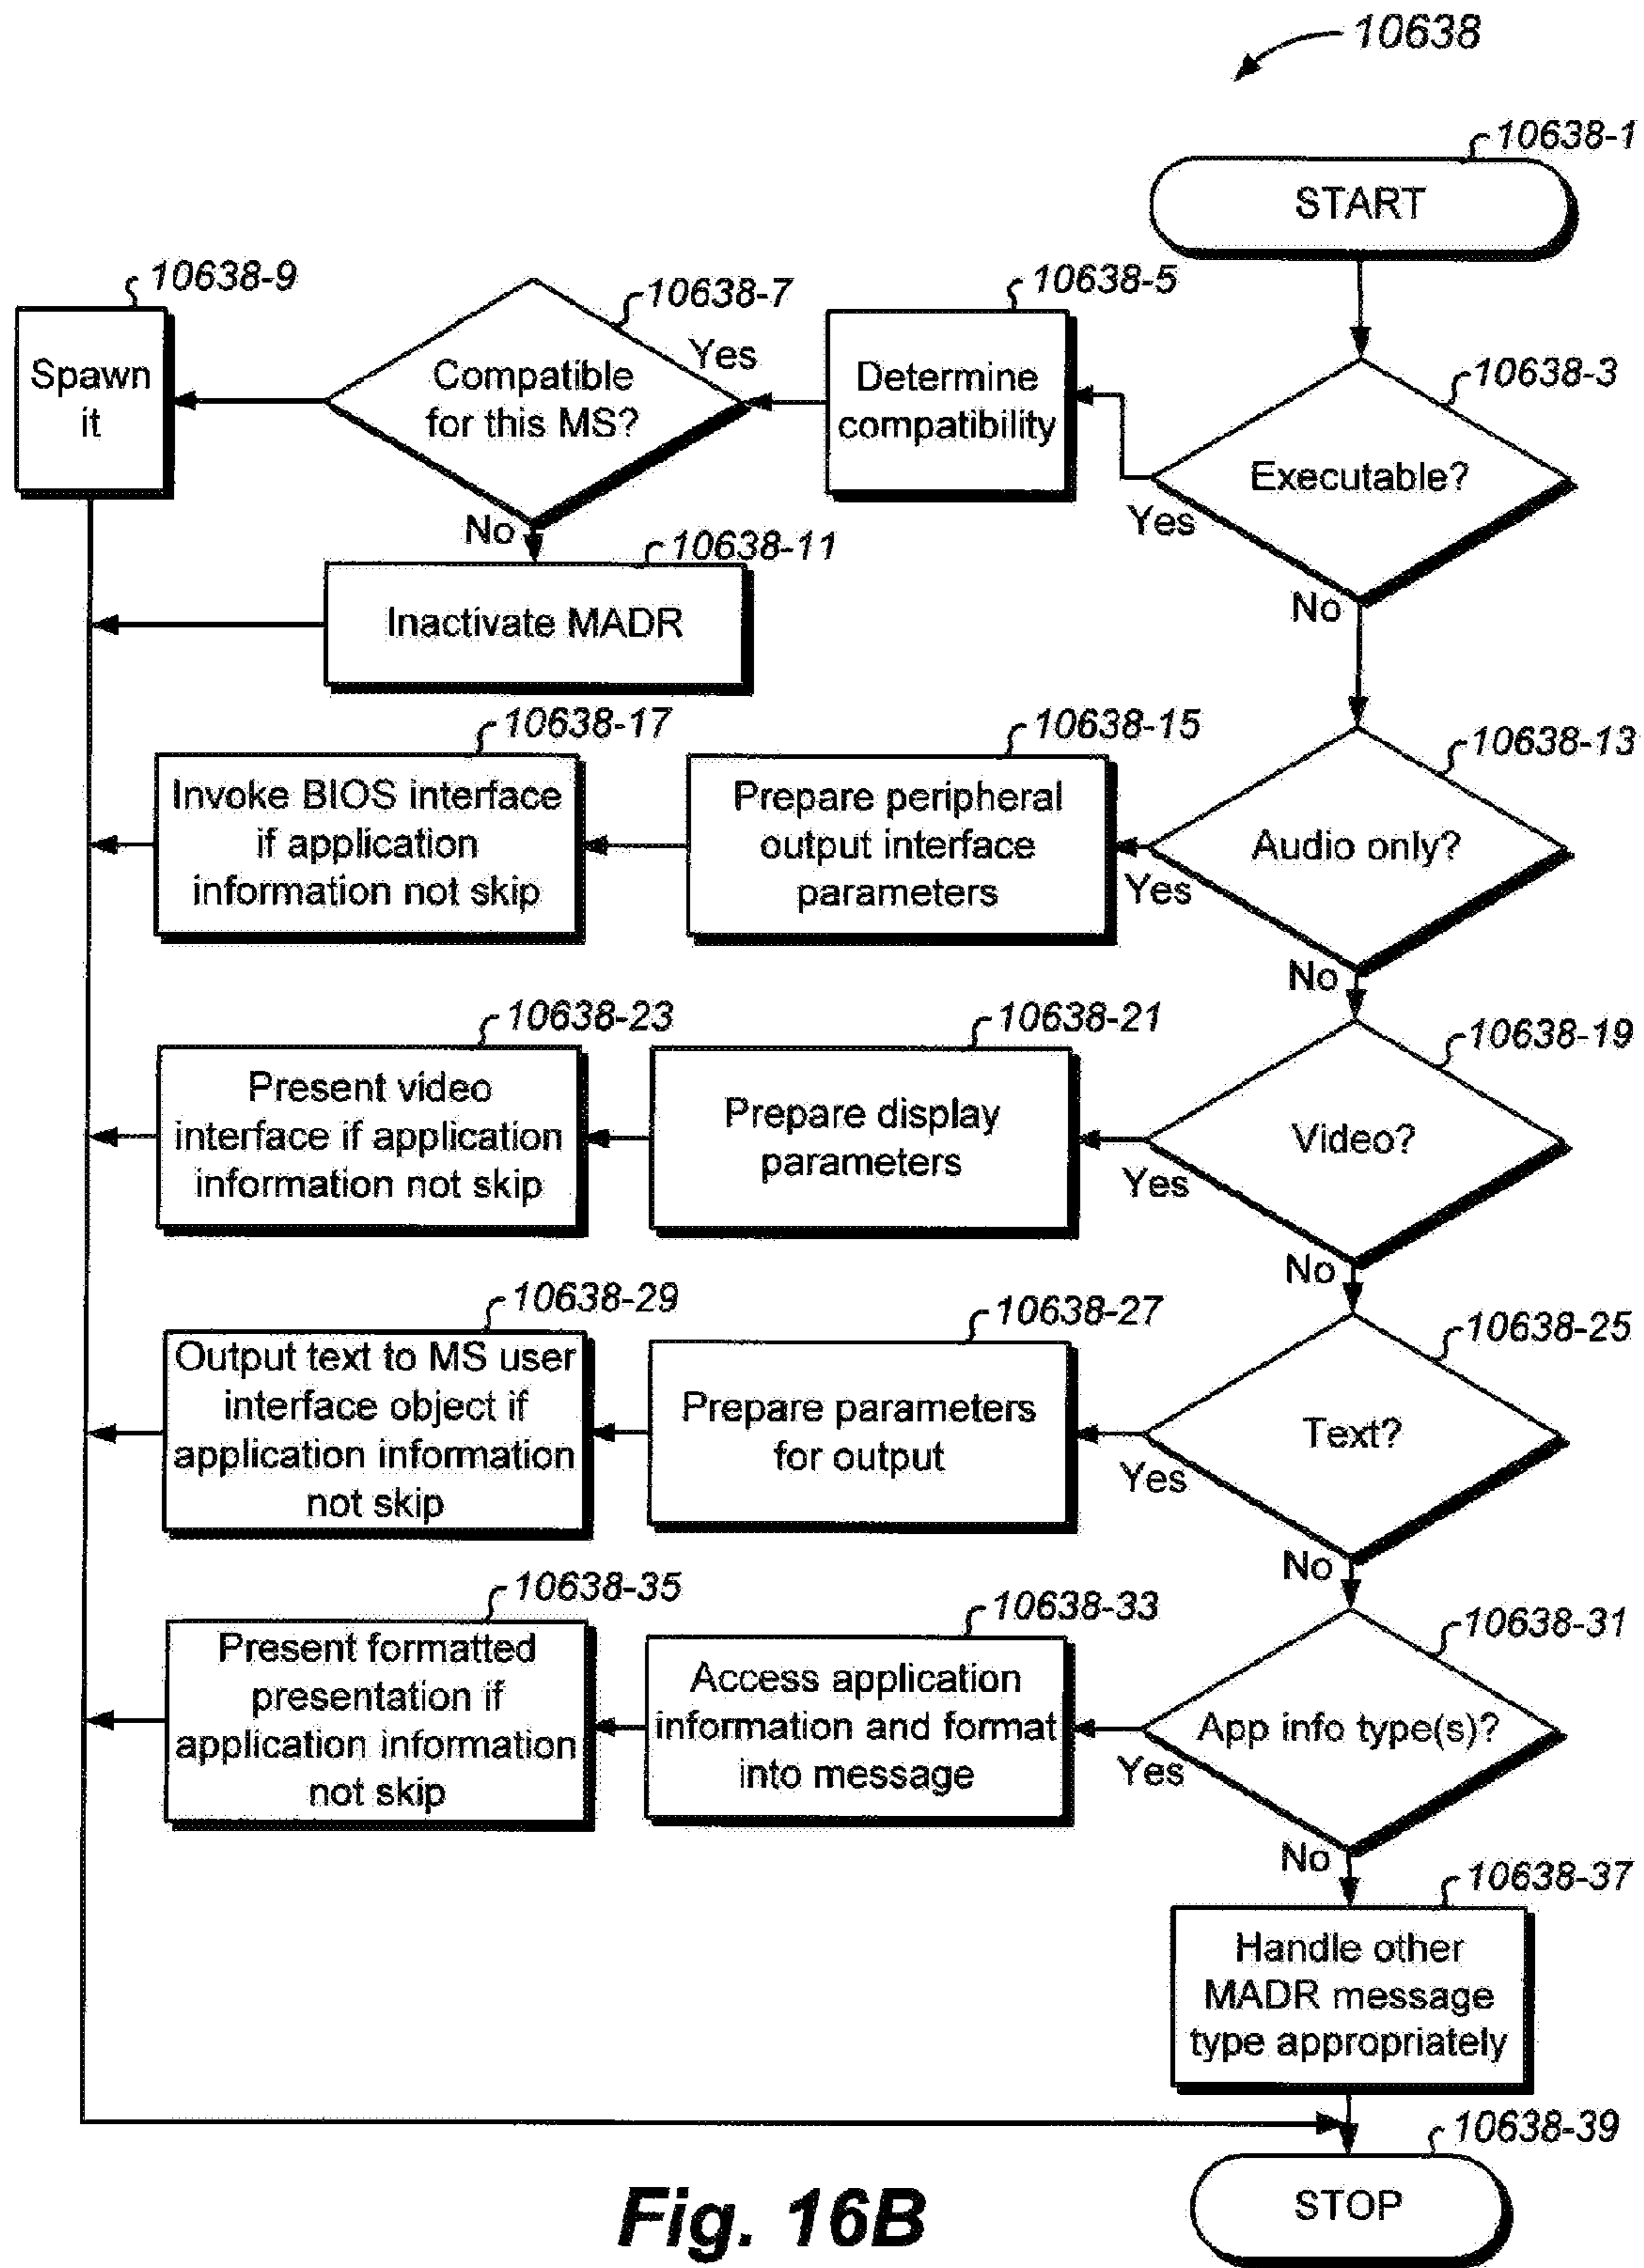 10638
10638-1
START
10638-9
10638-7
10638-5
Spawn
it
Compatible
for this MS?
Yes
Determine
compatibility
10638-3
Executable?
Yes
No
No
10638-11
Inactivate MADR
10638-17
10638-15
10638-13
Invoke BIOS interface
if application
information not skip
Prepare peripheral
output interface
parameters
Audio only?
Yes
No
10638-23
10638-21
10638-19
Present video
interface if application
information not skip
Prepare display
parameters
Video?
Yes
No
10638-29
10638-27
10638-25
Output text to MS user
interface object if
application information
not skip
Prepare parameters
for output
Text?
Yes
No
10638-35
10638-33
10638-31
Present formatted
presentation if
application information
not skip
Access application
information and format
into message
App info type(s)?
Yes
No
10638-37
Handle other
MADR message
type appropriately
10638-39
STOP
Fig. 16B